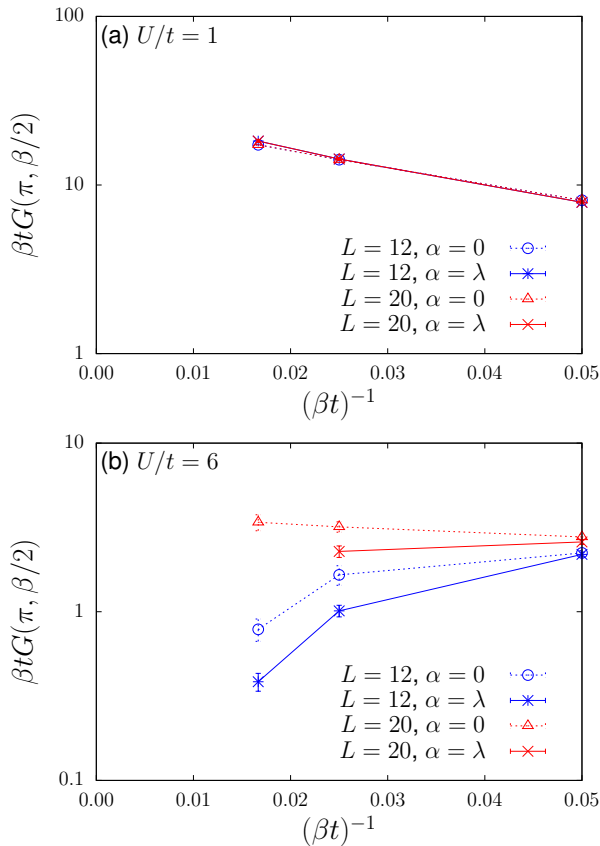 100
(a) U/t = 1
10
1
βtG(π, β/2)
L = 12, α = 0
L = 12, α = λ
L = 20, α = 0
L = 20, α = λ
0.00 0.01 0.02 0.03 0.04 0.05
(βt)⁻¹
10
(b) U/t = 6
1
0.1
βtG(π, β/2)
L = 12, α = 0
L = 12, α = λ
L = 20, α = 0
L = 20, α = λ
0.00 0.01 0.02 0.03 0.04 0.05
(βt)⁻¹